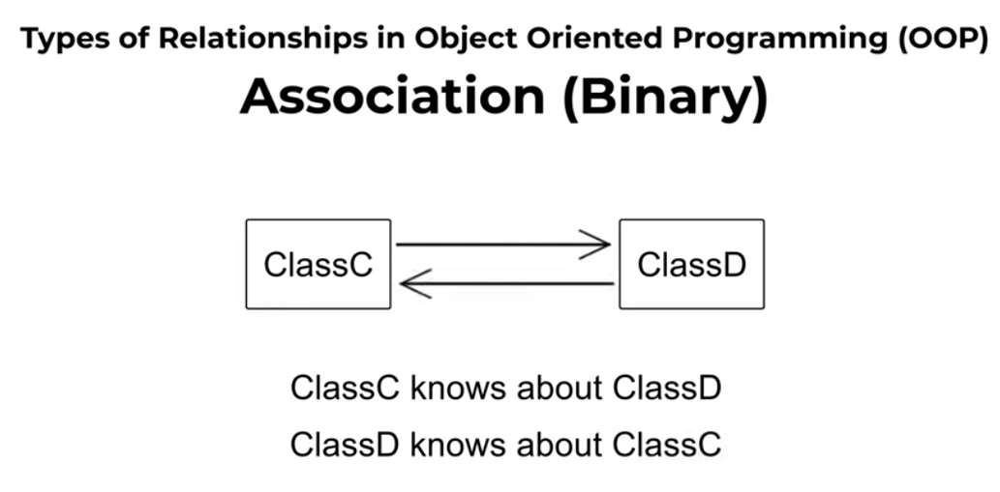 Types of Relationships in Object Oriented Programming (OOP)
Association (Binary)
ClassC
ClassD
ClassC knows about ClassD
ClassD knows about ClassC